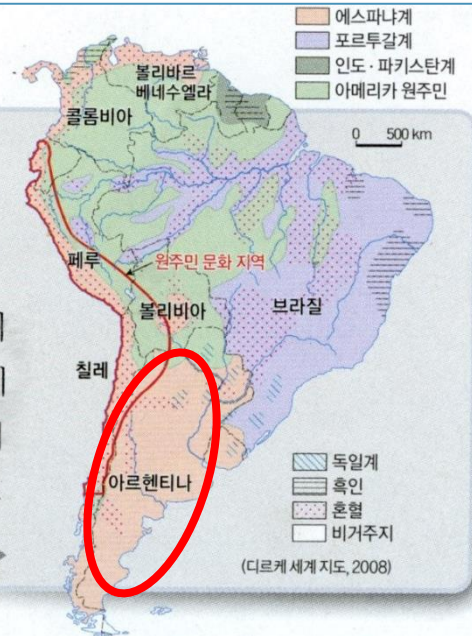 에스파냐계
포르투갈계
인도·파키스탄계
아메리카 원주민
0 500 km
볼리바르
베네수엘라
콜롬비아
페루
원주민 문화 지역
볼리비아
브라질
칠레
아르헨티나
독일계
흑인
혼혈
비거주지
(디르케 세계 지도, 2008)